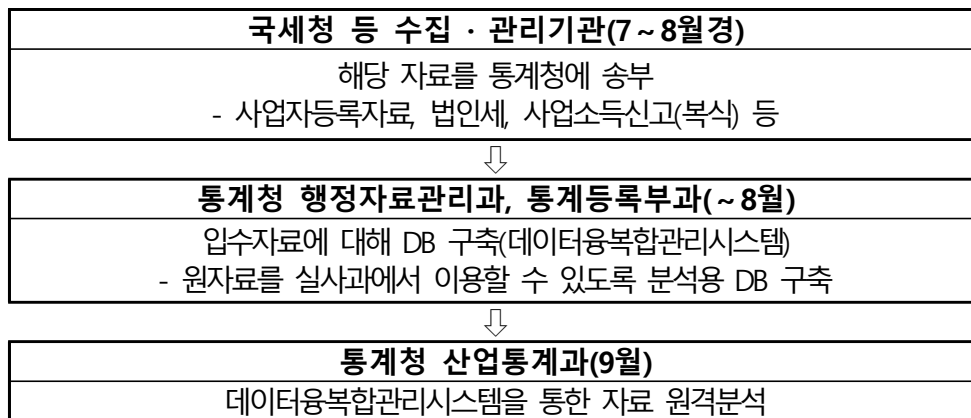 국세청 등 수집 · 관리기관(7~8월경)
해당 자료를 통계청에 송부
- 사업자등록자료, 법인세, 사업소득신고(복식) 등
⇩
통계청 행정자료관리과, 통계등록부과(~8월)
입수자료에 대해 DB 구축(데이터융복합관리시스템)
- 원자료를 실사과에서 이용할 수 있도록 분석용 DB 구축
⇩
통계청 산업통계과(9월)
데이터융복합관리시스템을 통한 자료 원격분석